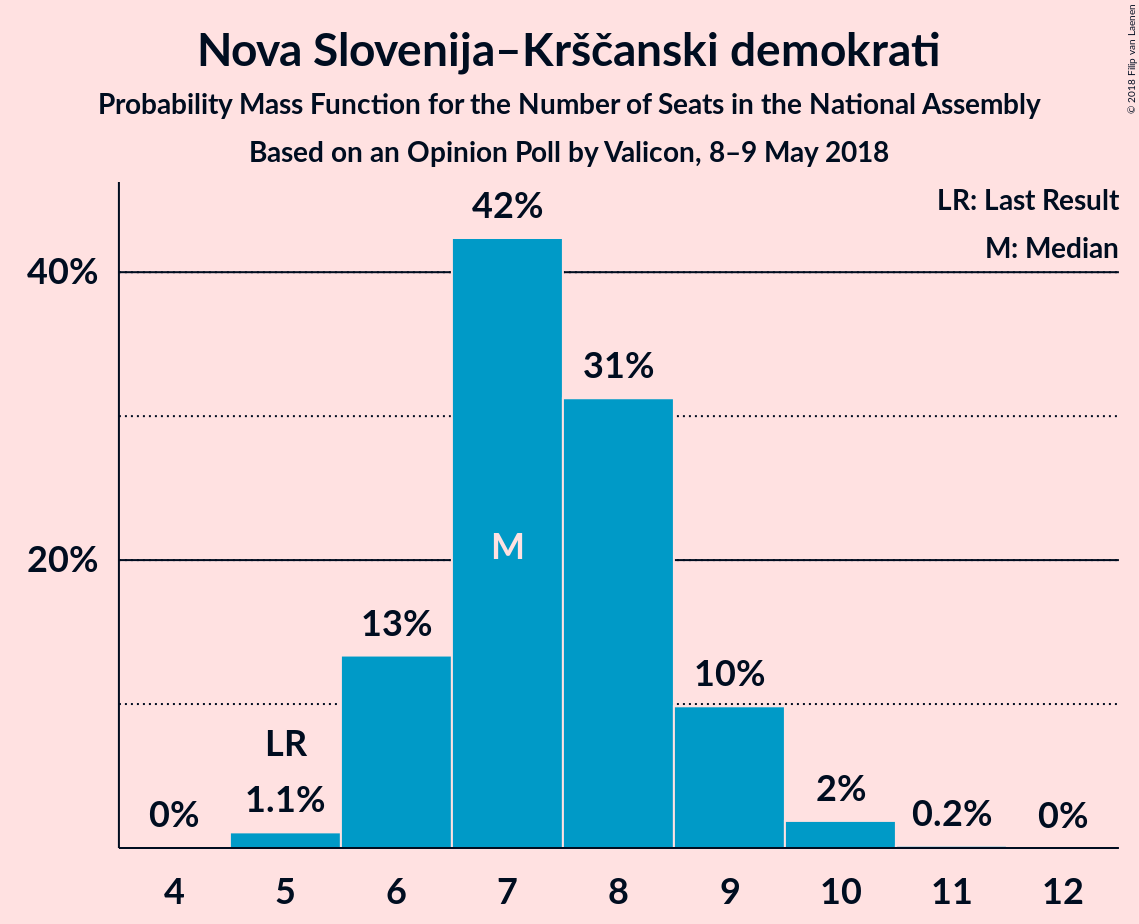 Nova Slovenija–Krščanski demokrati
Probability Mass Function for the Number of Seats in the National Assembly
Based on an Opinion Poll by Valicon, 8–9 May 2018
© 2018 Filip van Laenen
LR: Last Result
M: Median
42%
40%
31%
M
20%
13%
10%
LR
1.1%
2%
0%
0.2%
0%
4 5 6 7 8 9 10 11 12